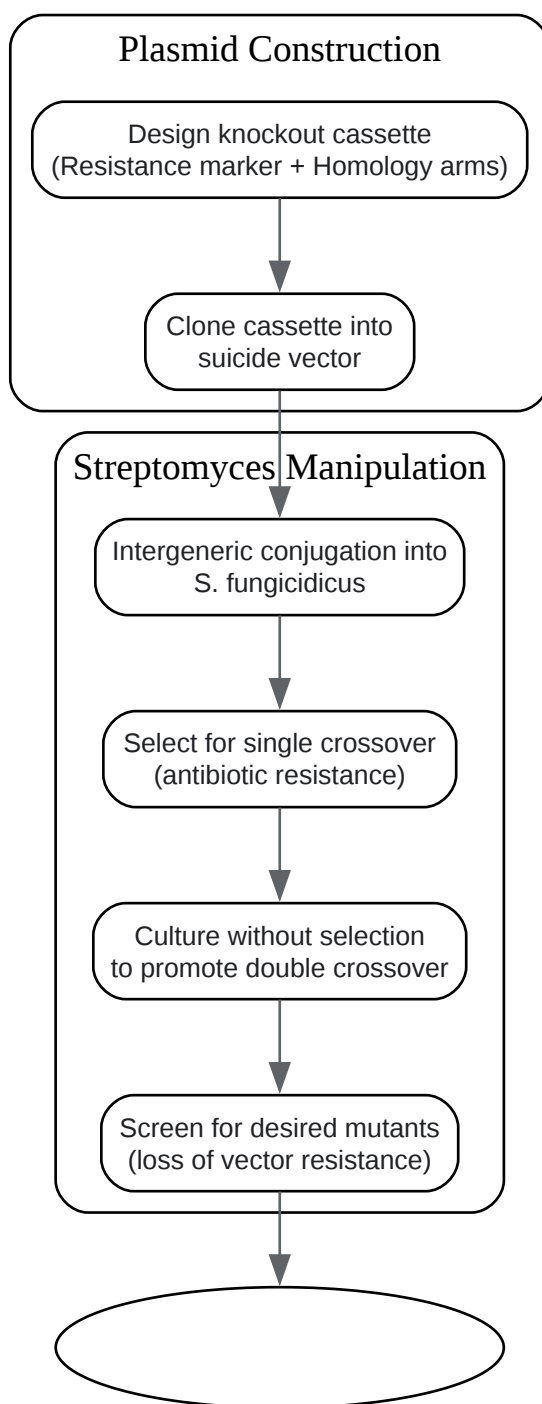 Plasmid Construction
Design knockout cassette
(Resistance marker + Homology arms)
Clone cassette into
suicide vector
Streptomyces Manipulation
Intergeneric conjugation into
S. fungicidicus
Select for single crossover
(antibiotic resistance)
Culture without selection
to promote double crossover
Screen for desired mutants
(loss of vector resistance)